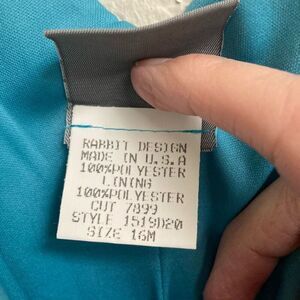 RABBIT DESIGN
MADE IN U.S.A
100%POLYESTER
LINING
100%POLYESTER
CUT 7899
STYLE 1519D20
SIZE 16M